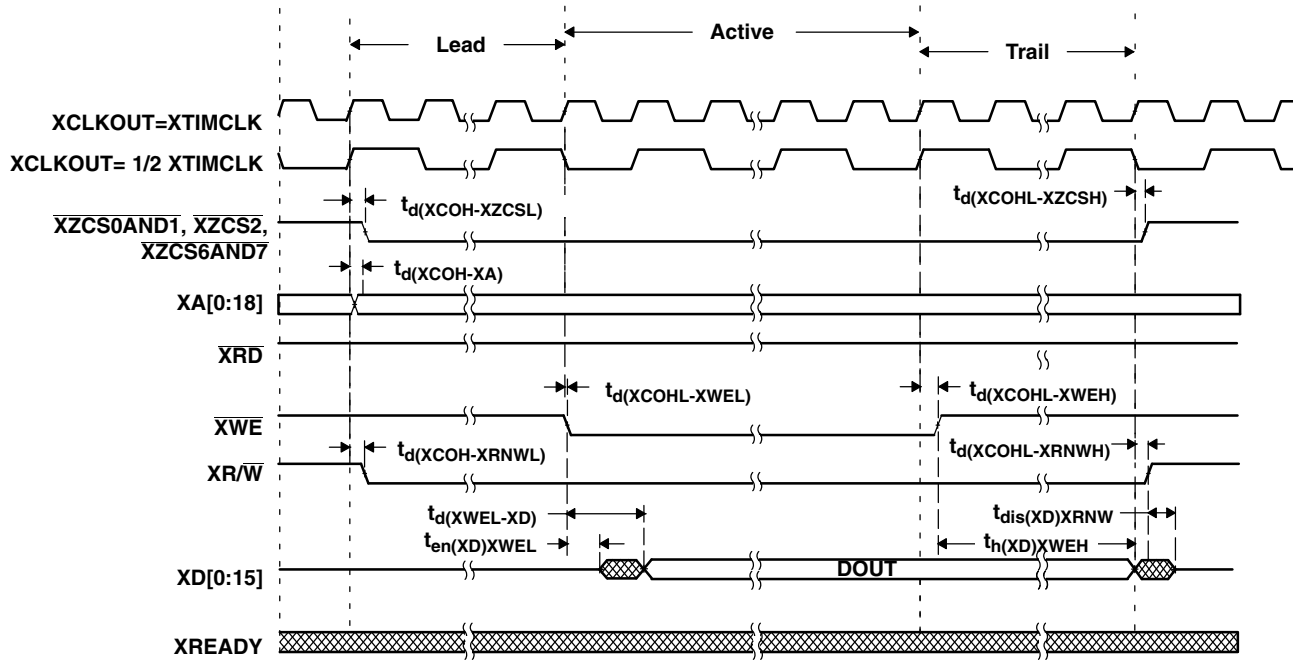 Lead
Active
Trail
XCLKOUT=XTIMCLK
XCLKOUT= 1/2 XTIMCLK
td(XCOH-XZCSL)
td(XCOHL-XZCSH)
XZCS0AND1, XZCS2,
XZCS6AND7
td(XCOH-XA)
XA[0:18]
XRD
td(XCOHL-XWEL)
td(XCOHL-XWEH)
XWE
td(XCOH-XRNWL)
td(XCOHL-XRNWH)
XR/W
td(XWEL-XD)
tdis(XD)XRNW
ten(XD)XWEL
th(XD)XWEH
XD[0:15]
DOUT
XREADY